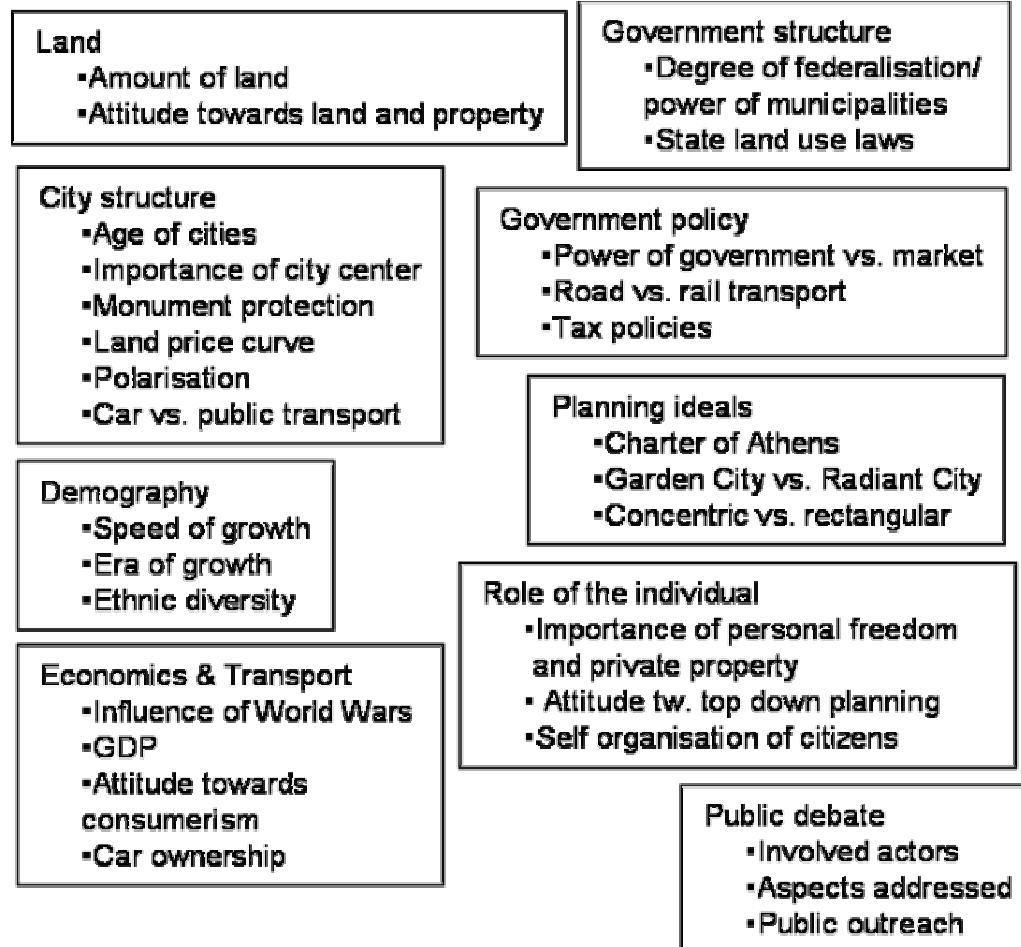 Land
▪Amount of land
▪Attitude towards land and property
Government structure
▪Degree of federalisation/
power of municipalities
▪State land use laws
City structure
▪Age of cities
▪Importance of city center
▪Monument protection
▪Land price curve
▪Polarisation
▪Car vs. public transport
Government policy
▪Power of government vs. market
▪Road vs. rail transport
▪Tax policies
Planning ideals
▪Charter of Athens
▪Garden City vs. Radiant City
▪Concentric vs. rectangular
Demography
▪Speed of growth
▪Era of growth
▪Ethnic diversity
Role of the individual
▪Importance of personal freedom
and private property
▪ Attitude tw. top down planning
▪Self organisation of citizens
Economics & Transport
▪Influence of World Wars
▪GDP
▪Attitude towards
consumerism
▪Car ownership
Public debate
▪Involved actors
▪Aspects addressed
▪Public outreach